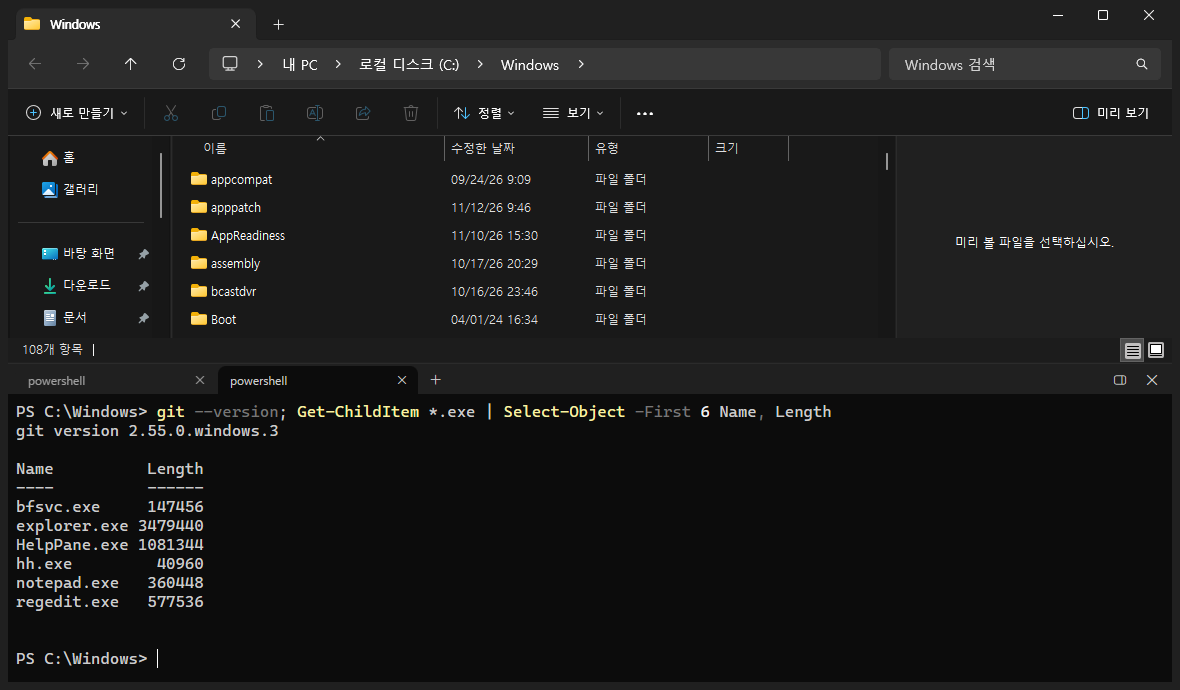 Windows
내 PC
로컬 디스크 (C:)
Windows
Windows 검색
새로 만들기
정렬
보기
미리 보기
홈
갤러리
바탕 화면
다운로드
문서
이름 수정한 날짜 유형 크기
appcompat 09/24/26 9:09 파일 폴더
apppatch 11/12/26 9:46 파일 폴더
AppReadiness 11/10/26 15:30 파일 폴더
assembly 10/17/26 20:29 파일 폴더
bcastdvr 10/16/26 23:46 파일 폴더
Boot 04/01/24 16:34 파일 폴더
미리 볼 파일을 선택하십시오.
108개 항목
powershell
powershell
PS C:\Windows> git --version; Get-ChildItem *.exe | Select-Object -First 6 Name, Length
git version 2.55.0.windows.3
Name Length
---- ------
bfsvc.exe 147456
explorer.exe 3479440
HelpPane.exe 1081344
hh.exe 40960
notepad.exe 360448
regedit.exe 577536
PS C:\Windows>